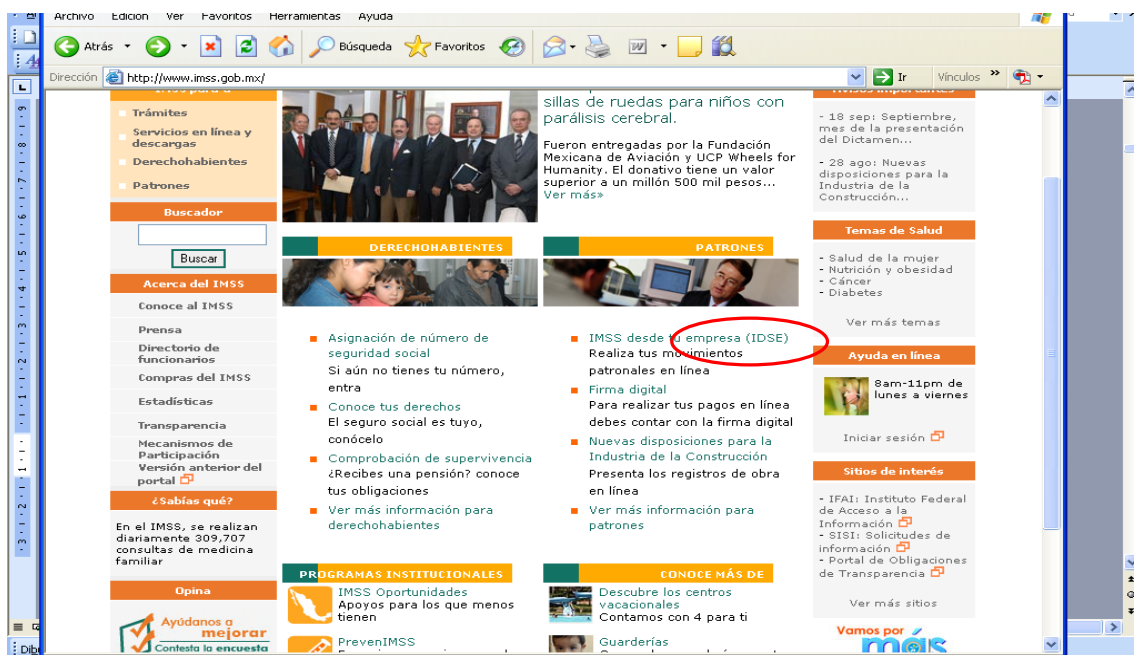 Archivo Edición Ver Favoritos Herramientas Ayuda
Atrás Búsqueda Favoritos
Dirección http://www.imss.gob.mx/ Ir Vínculos »
Trámites
Servicios en línea y
descargas
Derechohabientes
Patrones
Buscador
Buscar
Acerca del IMSS
Conoce al IMSS
Prensa
Directorio de
funcionarios
Compras del IMSS
Estadísticas
Transparencia
Mecanismos de
Participación
Versión anterior del
portal
¿Sabías qué?
En el IMSS, se realizan
diariamente 309,707
consultas de medicina
familiar
Opina
Ayúdanos a
mejorar
Contesta la encuesta
sillas de ruedas para niños con
parálisis cerebral.
Fueron entregadas por la Fundación
Mexicana de Aviación y UCP Wheels for
Humanity. El donativo tiene un valor
superior a un millón 500 mil pesos...
Ver más»
DERECHOHABIENTES
Asignación de número de
seguridad social
Si aún no tienes tu número,
entra
Conoce tus derechos
El seguro social es tuyo,
conócelo
Comprobación de supervivencia
¿Recibes una pensión? conoce
tus obligaciones
Ver más información para
derechohabientes
PATRONES
IMSS desde tu empresa (IDSE)
Realiza tus movimientos
patronales en línea
Firma digital
Para realizar tus pagos en línea
debes contar con la firma digital
Nuevas disposiciones para la
Industria de la Construcción
Presenta los registros de obra
en línea
Ver más información para
patrones
PROGRAMAS INSTITUCIONALES
IMSS Oportunidades
Apoyos para los que menos
tienen
PrevenIMSS
CONOCE MÁS DE
Descubre los centros
vacacionales
Contamos con 4 para ti
Guarderías
Avisos importantes
- 18 sep: Septiembre,
mes de la presentación
del Dictamen...
- 28 ago: Nuevas
disposiciones para la
Industria de la
Construcción...
Temas de Salud
- Salud de la mujer
- Nutrición y obesidad
- Cáncer
- Diabetes
Ver más temas
Ayuda en línea
8am-11pm de
lunes a viernes
Iniciar sesión
Sitios de interés
- IFAI: Instituto Federal
de Acceso a la
Información
- SISI: Solicitudes de
información
- Portal de Obligaciones
de Transparencia
Ver más sitios
Vamos por
más